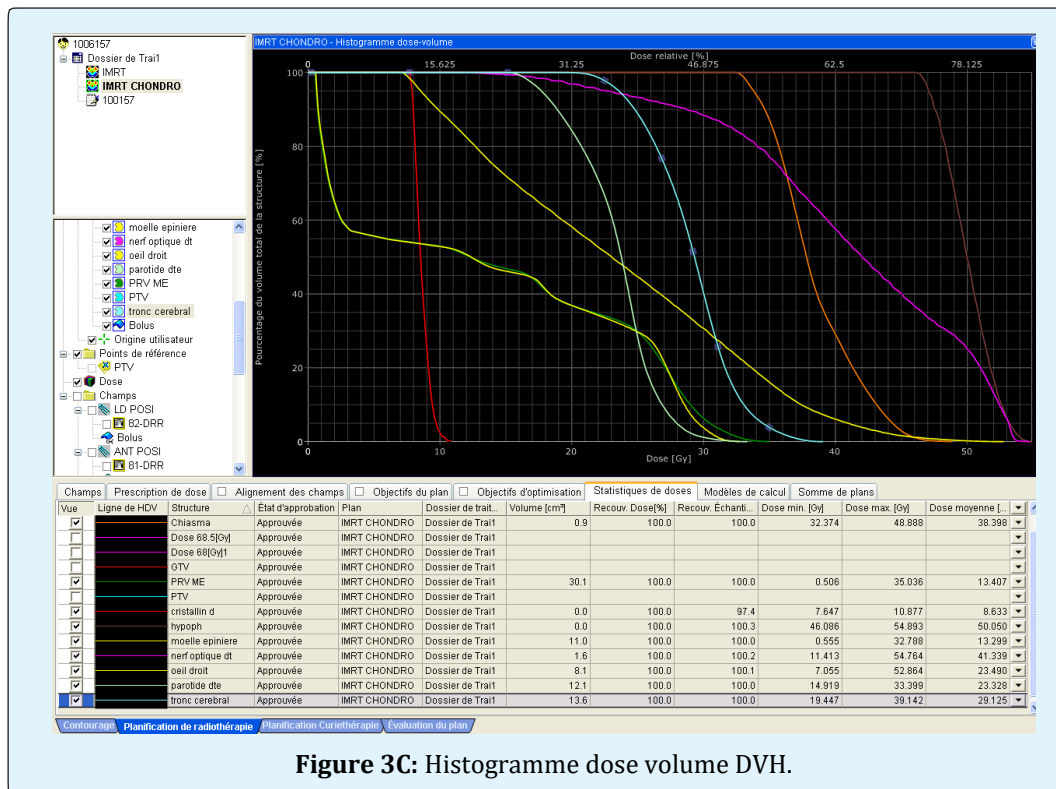 1006157
Dossier de Trai1
IMRT
IMRT CHONDRO
100157
IMRT CHONDRO - Histogramme dose-volume
Dose relative [%]
0 15.625 31.25 46.875 62.5 78.125
100
80
60
40
20
0
Pourcentage du volume total de la structure [%]
0 10 20 30 40 50
Dose [Gy]
moelle epiniere
nerf optique dt
oeil droit
parotide dte
PRV ME
PTV
tronc cerebral
Bolus
Origine utilisateur
Points de référence
PTV
Dose
Champs
LD POSI
82-DRR
Bolus
ANT POSI
81-DRR
Champs Prescription de dose Alignement des champs Objectifs du plan Objectifs d'optimisation Statistiques de doses Modèles de calcul Somme de plans
Vue Ligne de HDV Structure État d'approbation Plan Dossier de trait... Volume [cm³] Recouv. Dose[%] Recouv. Échanti... Dose min. [Gy] Dose max. [Gy] Dose moyenne [...
Chiasma Approuvée IMRT CHONDRO Dossier de Trai1 0.9 100.0 100.0 32.374 48.888 38.398
Dose 68.5[Gy] Approuvée IMRT CHONDRO Dossier de Trai1
Dose 68[Gy]1 Approuvée IMRT CHONDRO Dossier de Trai1
GTV Approuvée IMRT CHONDRO Dossier de Trai1
PRV ME Approuvée IMRT CHONDRO Dossier de Trai1 30.1 100.0 100.0 0.506 35.036 13.407
PTV Approuvée IMRT CHONDRO Dossier de Trai1
cristallin d Approuvée IMRT CHONDRO Dossier de Trai1 0.0 100.0 97.4 7.647 10.877 8.633
hypoph Approuvée IMRT CHONDRO Dossier de Trai1 0.0 100.0 100.3 46.086 54.893 50.050
moelle epiniere Approuvée IMRT CHONDRO Dossier de Trai1 11.0 100.0 100.0 0.555 32.788 13.299
nerf optique dt Approuvée IMRT CHONDRO Dossier de Trai1 1.6 100.0 100.2 11.413 54.764 41.339
oeil droit Approuvée IMRT CHONDRO Dossier de Trai1 8.1 100.0 100.1 7.055 52.864 23.490
parotide dte Approuvée IMRT CHONDRO Dossier de Trai1 12.1 100.0 100.0 14.919 33.399 23.328
tronc cerebral Approuvée IMRT CHONDRO Dossier de Trai1 13.6 100.0 100.0 19.447 39.142 29.125
Contourage Planification de radiothérapie Planification Curiethérapie Évaluation du plan
Figure 3C: Histogramme dose volume DVH.